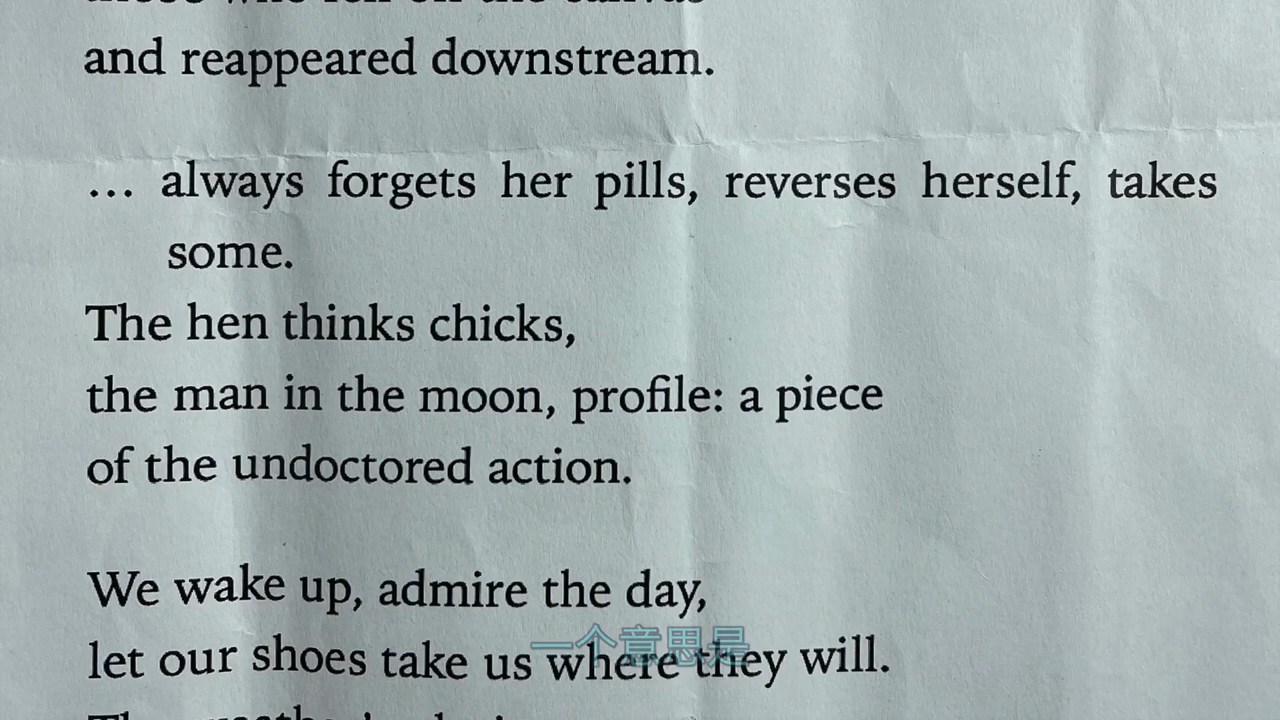 and reappeared downstream.
… always forgets her pills, reverses herself, takes
some.
The hen thinks chicks,
the man in the moon, profile: a piece
of the undoctored action.
We wake up, admire the day,
let our shoes take us where they will.
一个意思是